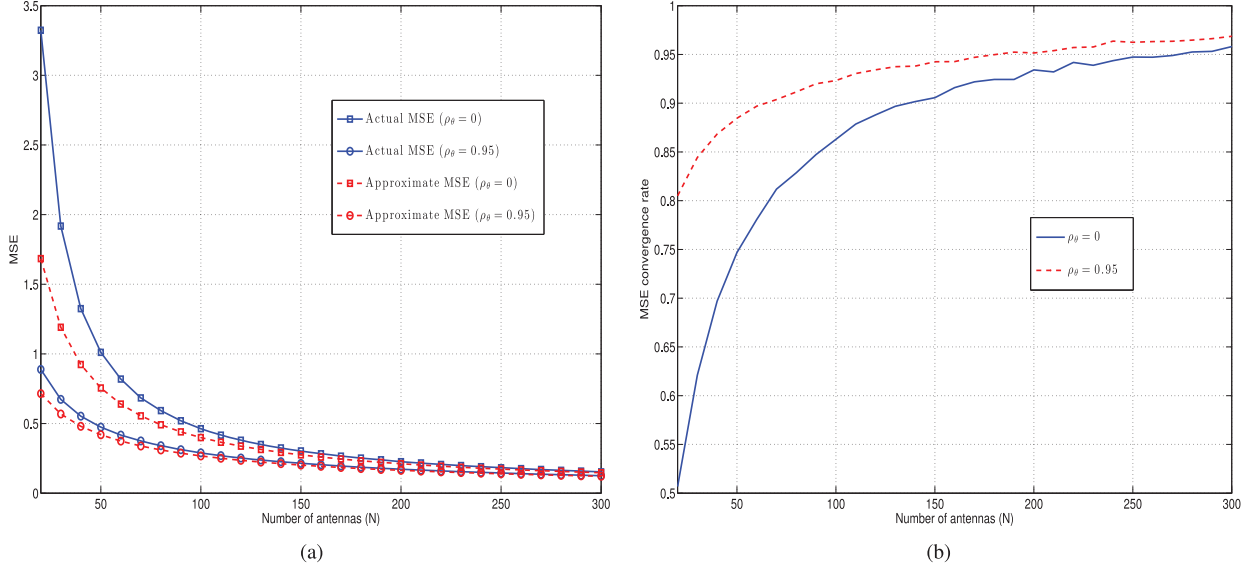 3.5
3
2.5
2
1.5
1
0.5
0
MSE
50
100
150
200
250
300
Number of antennas (N)
Actual MSE (ρθ = 0)
Actual MSE (ρθ = 0.95)
Approximate MSE (ρθ = 0)
Approximate MSE (ρθ = 0.95)
(a)
1
0.95
0.9
0.85
0.8
0.75
0.7
0.65
0.6
0.55
0.5
MSE convergence rate
50
100
150
200
250
300
Number of antennas (N)
ρθ = 0
ρθ = 0.95
(b)